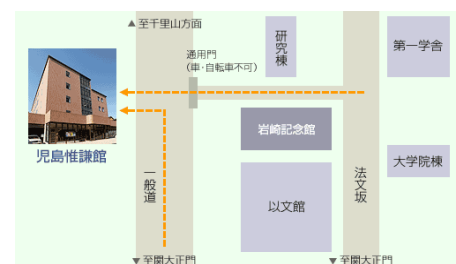 ▲至千里山方面
通用門
(車・自転車不可)
研究棟
第一学舎
岩崎記念館
児島惟謙館
一般道
以文館
法文坂
大学院棟
▼至関大正門
▼至関大正門